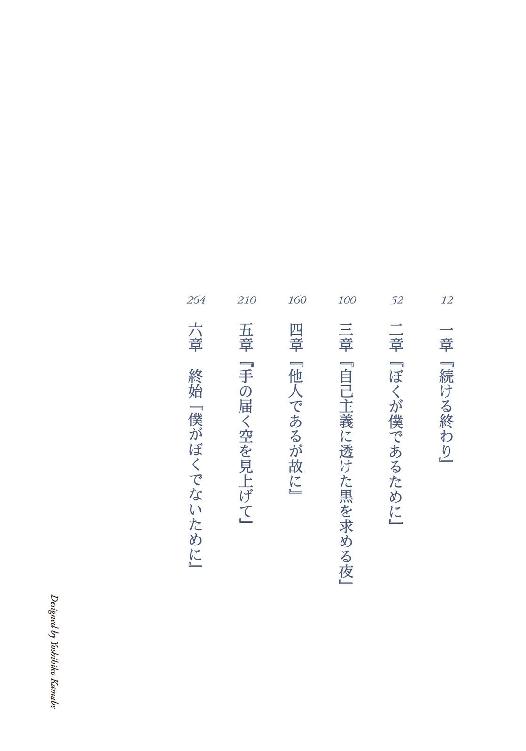 12 一章『続ける終わり』
52 二章『ぼくが僕であるために』
100 三章『自己主義に透けた黒を求める夜』
160 四章『他人であるが故に』
210 五章『手の届く空を見上げて』
264 六章 終始『僕がぼくでないために』
Designed by Yoshihiko Kamabe